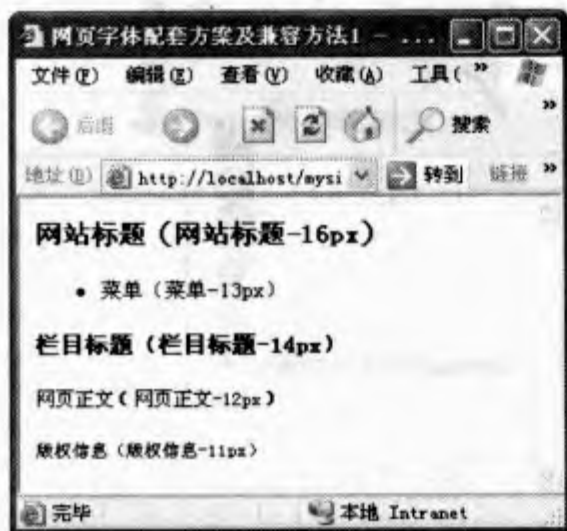 网页字体配套方案及兼容方法1 - ...
文件(F) 编辑(E) 查看(V) 收藏(A) 工具( »
后退 搜索 »
地址(D) http://localhost/mysi 转到 链接 »
网站标题（网站标题-16px）
• 菜单（菜单-13px）
栏目标题（栏目标题-14px）
网页正文（网页正文-12px）
版权信息（版权信息-11px）
完毕 本地 Intranet